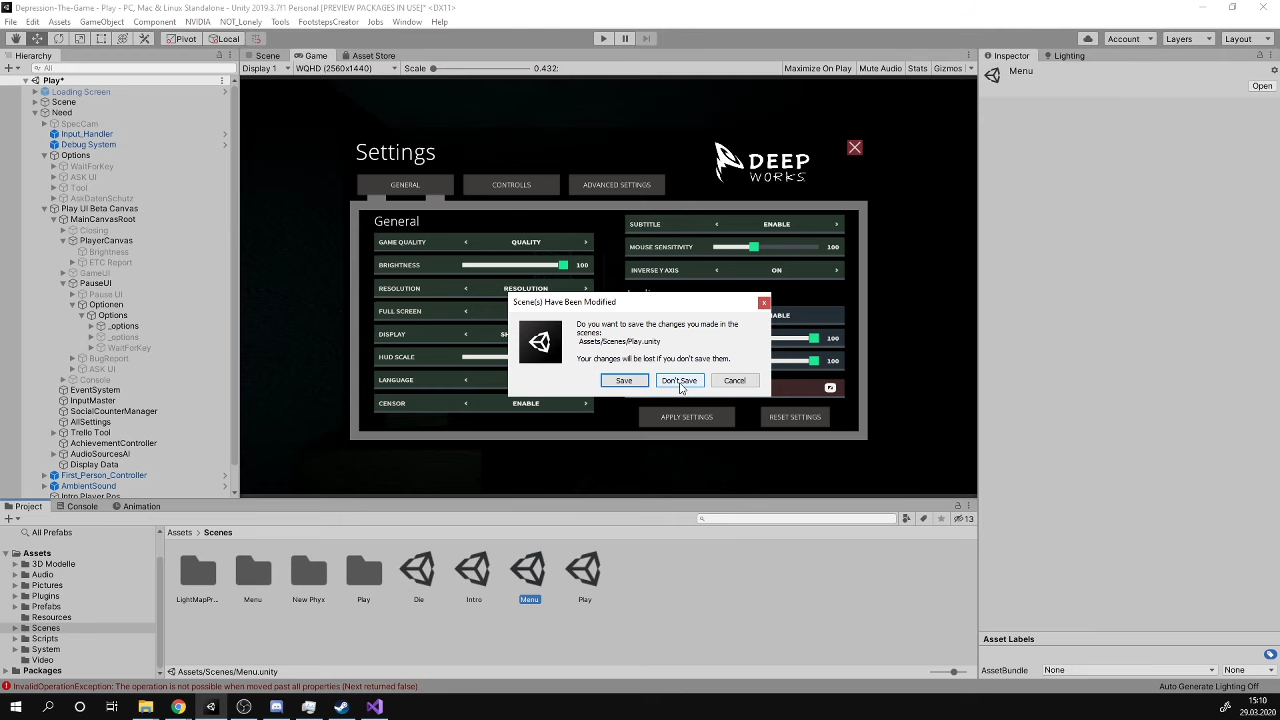 Depression-The-Game - Play - PC, Mac & Linux Standalone - Unity 2019.3.7f1 Personal [PREVIEW PACKAGES IN USE]* <DX11>
File Edit Assets GameObject Component NVIDIA NOT_Lonely Tools FootstepsCreator Jobs Window Help
Pivot Local Account Layers Layout
Hierarchy Scene Game Asset Store Inspector Lighting
All
Display 1 WQHD (2560x1440) Scale 0.432: Maximize On Play Mute Audio Stats Gizmos
Menu
Open
Play*
Loading Screen
Scene
Need
SpecCam
Input_Handler
Debug System
Options
WaitForKey
ASK UI
Tool
AskDatenSchutz
Play UI Beta Canvas
MainCanvasRoot
Closing
PlayerCanvas
Brightness
ETC Report
GameUI
PauseUI
Pause UI
Optionen
Options
_options
_options
WaitForKey
BugReport
ASK UI
Console
EventSystem
InputMaster
SocialCounterManager
AllSettings
Trello Tool
AchievementController
AudioSourcesAI
Display Data
First_Person_Controller
AmbientSound
Intro Player Pos
Settings
DEEP
WORKS
GENERAL CONTROLLS ADVANCED SETTINGS
General
GAME QUALITY QUALITY
BRIGHTNESS 100
RESOLUTION RESOLUTION
FULL SCREEN
DISPLAY
HUD SCALE
LANGUAGE
CENSOR ENABLE
SUBTITLE ENABLE
MOUSE SENSITIVITY 100
INVERSE Y AXIS ON
100
100
APPLY SETTINGS RESET SETTINGS
Scene(s) Have Been Modified
Do you want to save the changes you made in the
scenes:
Assets/Scenes/Play.unity
Your changes will be lost if you don't save them.
Save Don't Save Cancel
Project Console Animation
13
All Prefabs
Assets
3D Modelle
Audio
Pictures
Plugins
Prefabs
Resources
Scenes
Scripts
System
Video
Packages
Assets > Scenes
LightMapPr... Menu New Phyx Play Die Intro Menu Play
Assets/Scenes/Menu.unity
Asset Labels
AssetBundle None None
InvalidOperationException: The operation is not possible when moved past all properties (Next returned false)
Auto Generate Lighting Off
15:10
29.03.2020